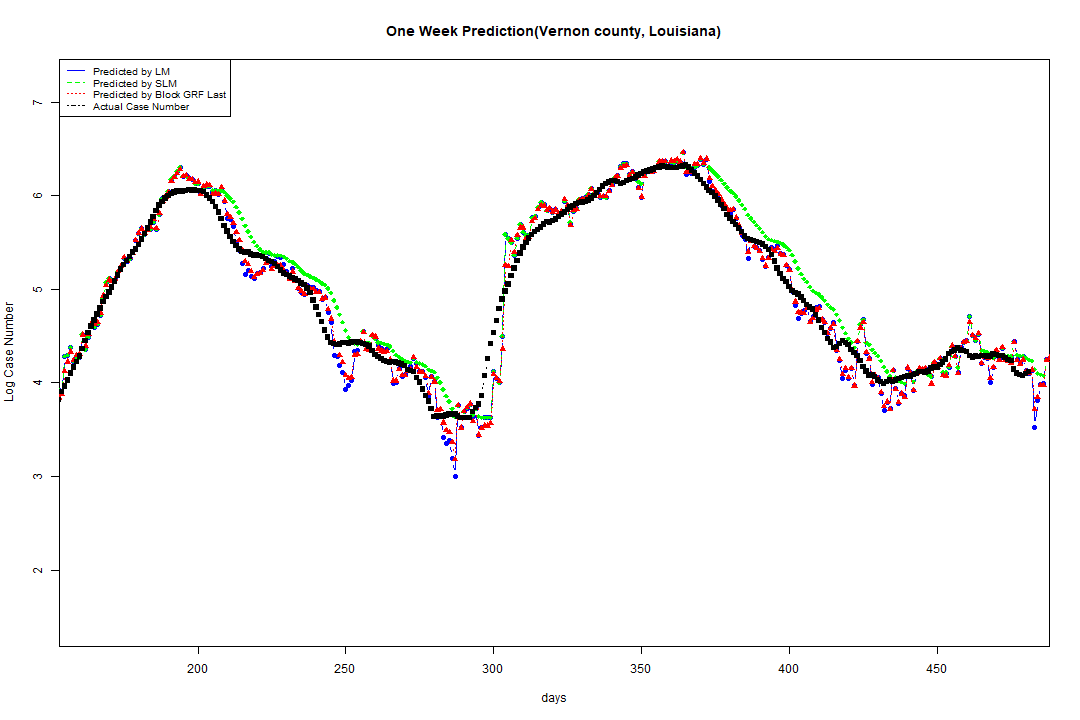 One Week Prediction(Vernon county, Louisiana)
Predicted by LM
Predicted by SLM
Predicted by Block GRF Last
Actual Case Number
Log Case Number
7
6
5
4
3
2
200 250 300 350 400 450
days